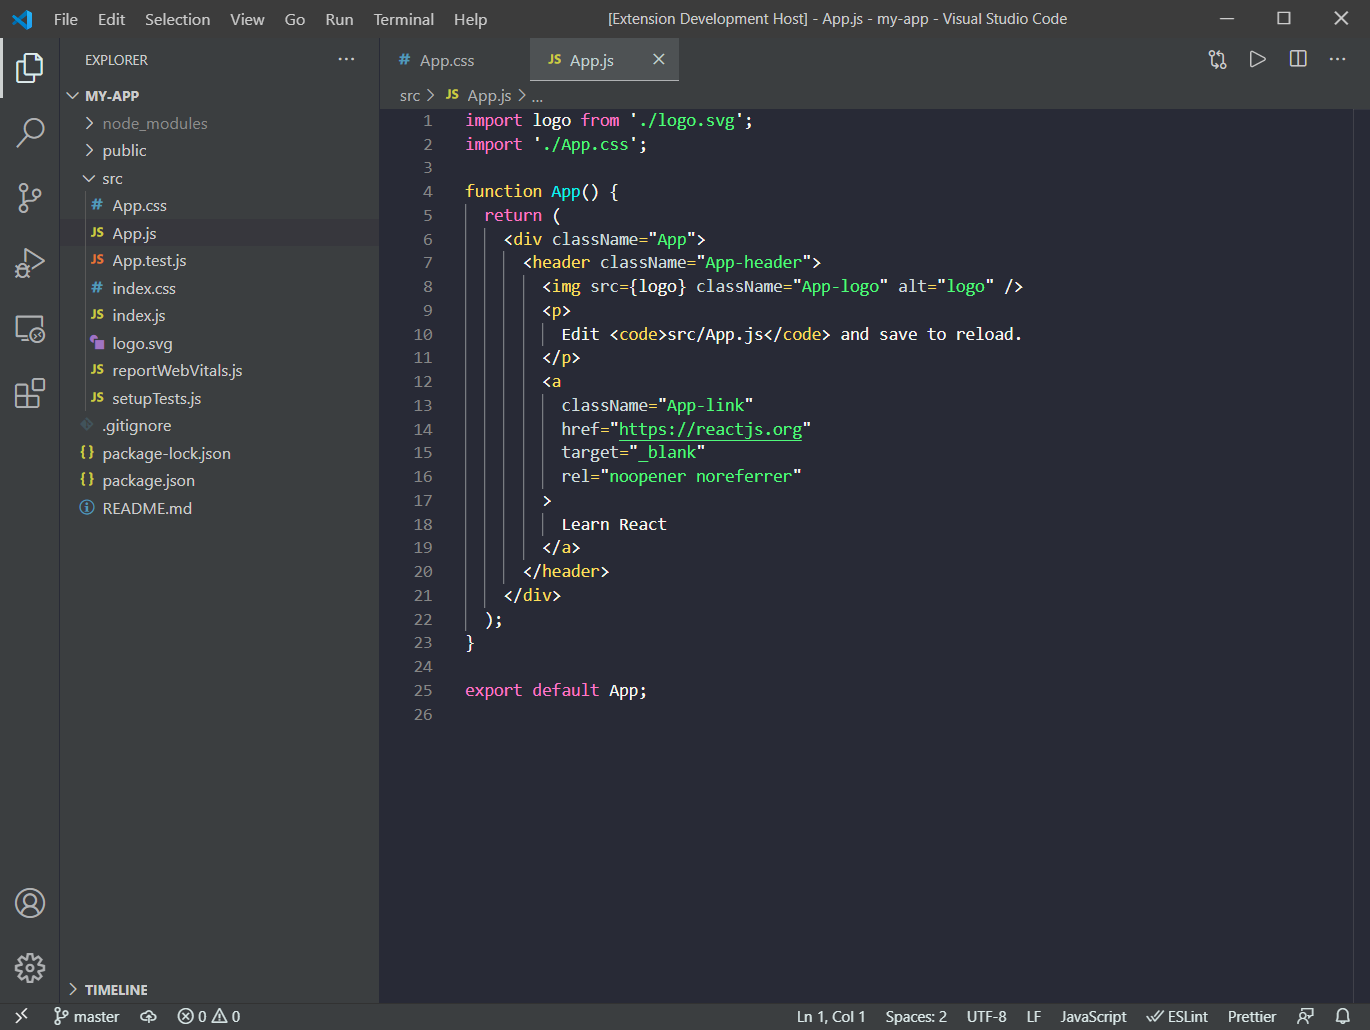 File Edit Selection View Go Run Terminal Help [Extension Development Host] - App.js - my-app - Visual Studio Code
EXPLORER ...
MY-APP
node_modules
public
src
# App.css
JS App.js
JS App.test.js
# index.css
JS index.js
logo.svg
JS reportWebVitals.js
JS setupTests.js
.gitignore
{} package-lock.json
{} package.json
README.md
TIMELINE
# App.css JS App.js
src > JS App.js > ...
1 import logo from './logo.svg';
2 import './App.css';
3
4 function App() {
5 return (
6 <div className="App">
7 <header className="App-header">
8 <img src={logo} className="App-logo" alt="logo" />
9 <p>
10 Edit <code>src/App.js</code> and save to reload.
11 </p>
12 <a
13 className="App-link"
14 href="https://reactjs.org"
15 target="_blank"
16 rel="noopener noreferrer"
17 >
18 Learn React
19 </a>
20 </header>
21 </div>
22 );
23 }
24
25 export default App;
26
master 0 0 Ln 1, Col 1 Spaces: 2 UTF-8 LF JavaScript ESLint Prettier